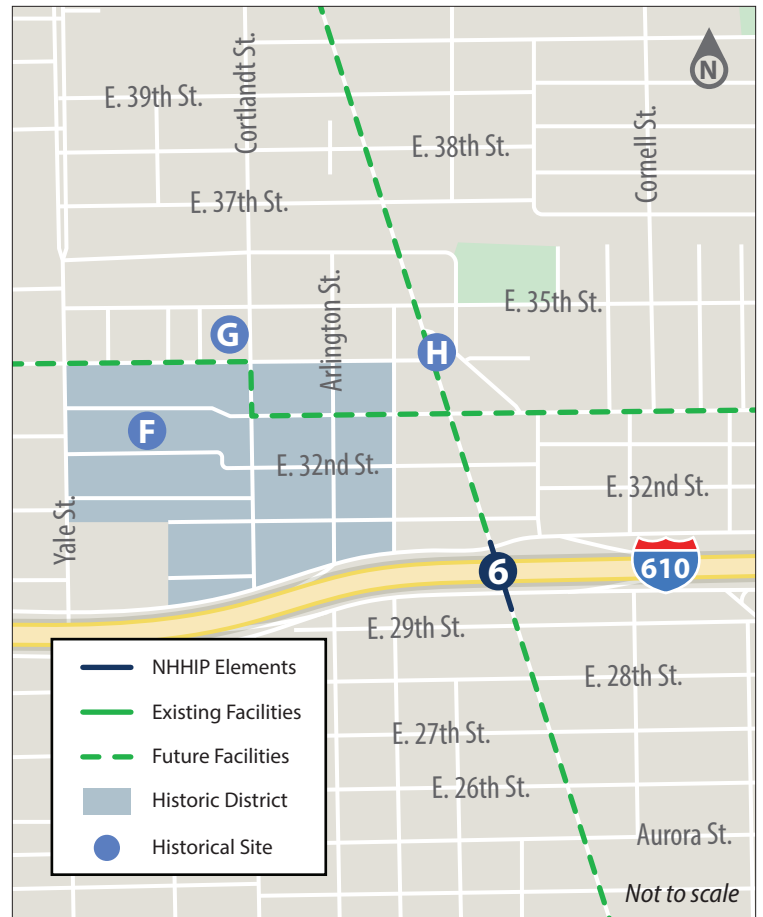 Cortlandt St.
N
E. 39th St.
Cornell St.
E. 38th St.
E. 37th St.
Arlington St.
E. 35th St.
G
H
F
E. 32nd St.
E. 32nd St.
Yale St.
6
610
E. 29th St.
E. 28th St.
E. 27th St.
E. 26th St.
Aurora St.
NHHIP Elements
Existing Facilities
Future Facilities
Historic District
Historical Site
Not to scale